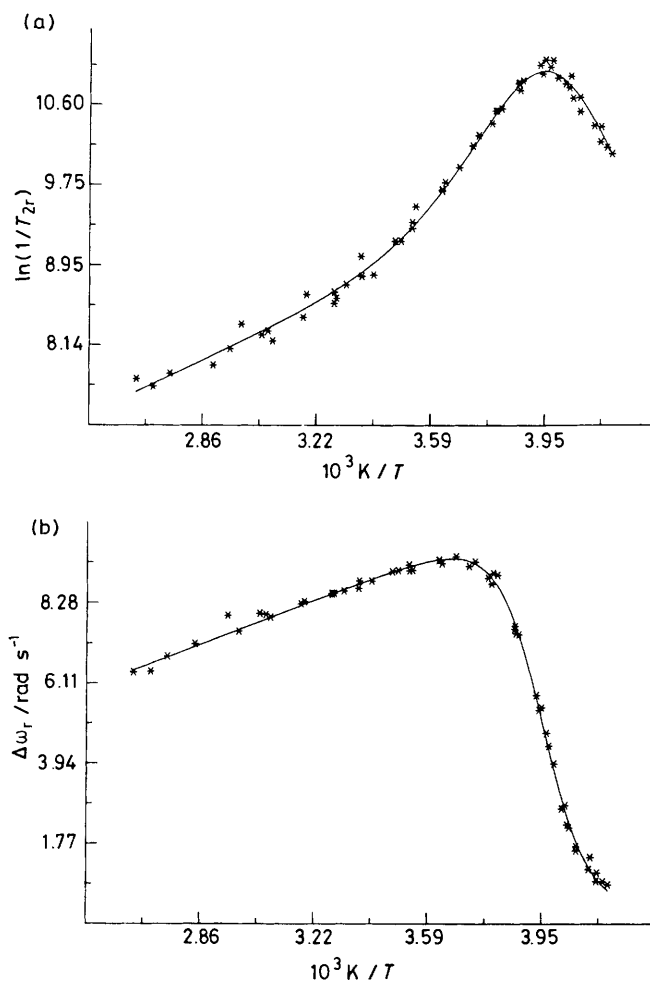 (a)
10.60
9.75
8.95
8.14
ln(1/T₂ᵣ)
2.86 3.22 3.59 3.95
10³ K / T
(b)
8.28
6.11
3.94
1.77
Δωᵣ / rad s⁻¹
2.86 3.22 3.59 3.95
10³ K / T